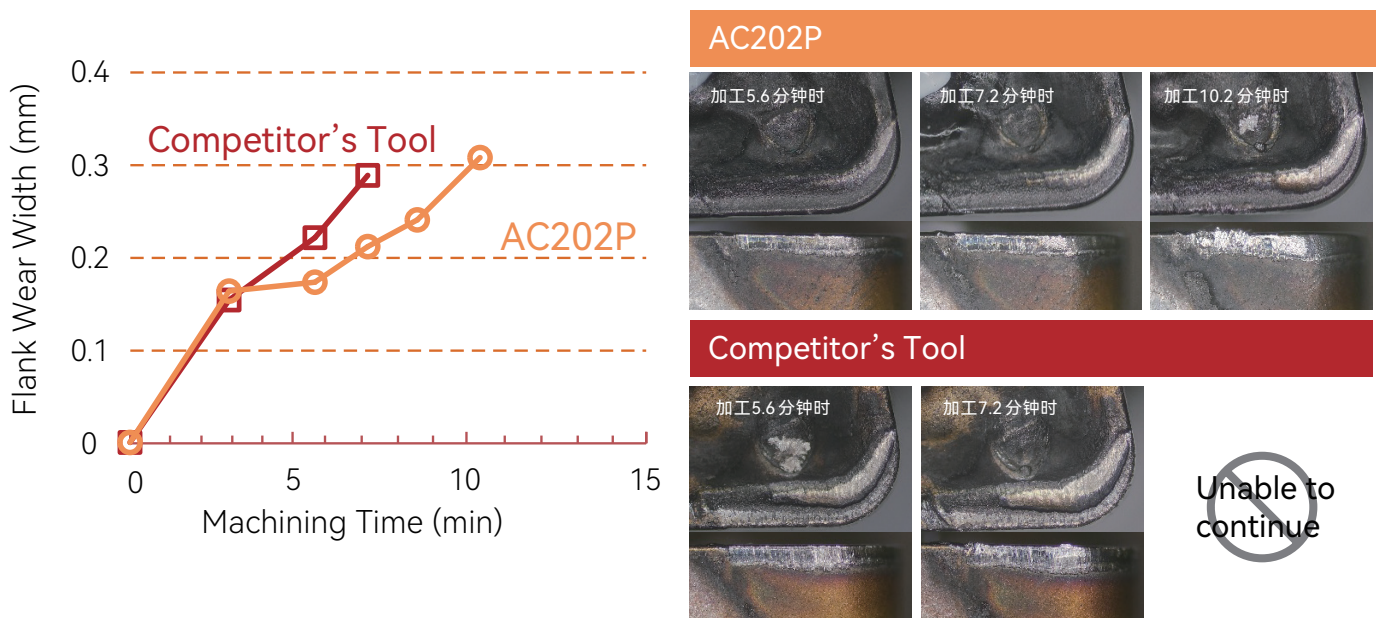 Flank Wear Width (mm)
0.4
0.3
0.2
0.1
0
Competitor's Tool
AC202P
0
5
10
15
Machining Time (min)
AC202P
加工5.6分钟时
加工7.2分钟时
加工10.2分钟时
Competitor's Tool
加工5.6分钟时
加工7.2分钟时
Unable to
continue